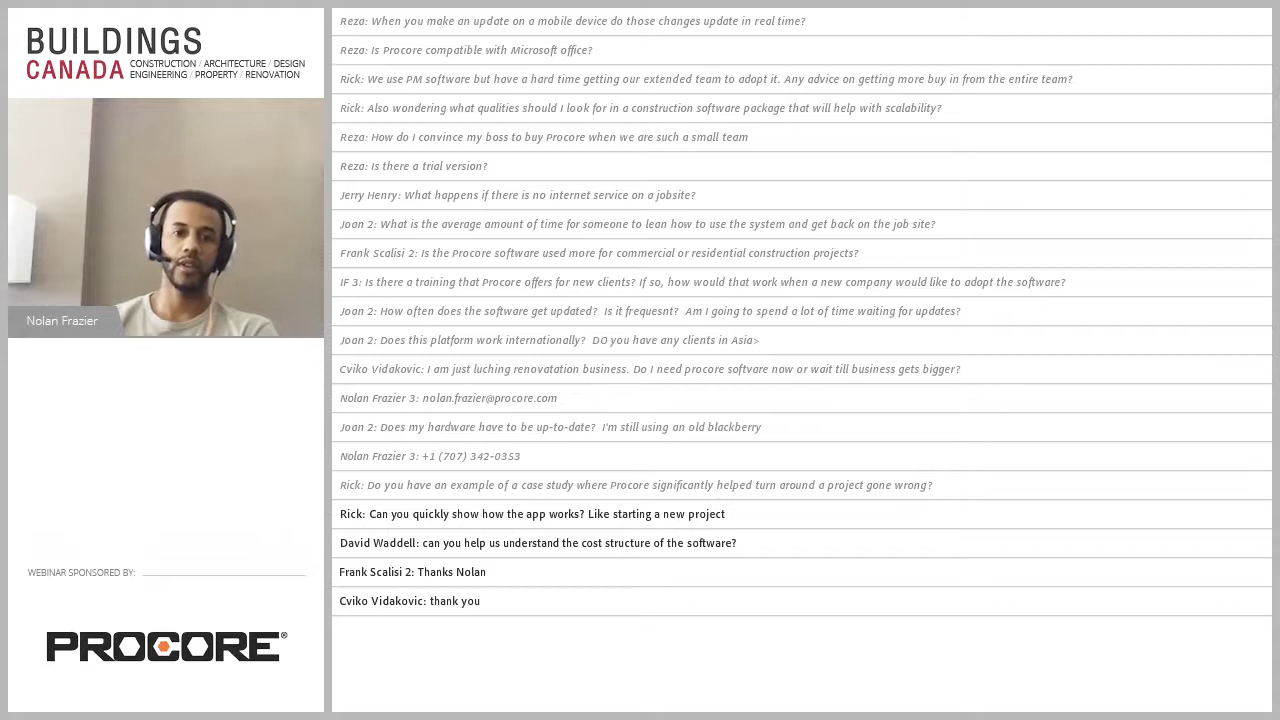 BUILDINGS
CANADA
CONSTRUCTION / ARCHITECTURE / DESIGN
ENGINEERING / PROPERTY / RENOVATION
Nolan Frazier
WEBINAR SPONSORED BY:
PROCORE®
Reza: When you make an update on a mobile device do those changes update in real time?
Reza: Is Procore compatible with Microsoft office?
Rick: We use PM software but have a hard time getting our extended team to adopt it. Any advice on getting more buy in from the entire team?
Rick: Also wondering what qualities should I look for in a construction software package that will help with scalability?
Reza: How do I convince my boss to buy Procore when we are such a small team
Reza: Is there a trial version?
Jerry Henry: What happens if there is no internet service on a jobsite?
Joan 2: What is the average amount of time for someone to lean how to use the system and get back on the job site?
Frank Scalisi 2: Is the Procore software used more for commercial or residential construction projects?
IF 3: Is there a training that Procore offers for new clients? If so, how would that work when a new company would like to adopt the software?
Joan 2: How often does the software get updated?  Is it frequesnt?  Am I going to spend a lot of time waiting for updates?
Joan 2: Does this platform work internationally?  DO you have any clients in Asia>
Cviko Vidakovic: I am just luching renovatation business. Do I need procore softvare now or wait till business gets bigger?
Nolan Frazier 3: nolan.frazier@procore.com
Joan 2: Does my hardware have to be up-to-date?  I'm still using an old blackberry
Nolan Frazier 3: +1 (707) 342-0353
Rick: Do you have an example of a case study where Procore significantly helped turn around a project gone wrong?
Rick: Can you quickly show how the app works? Like starting a new project
David Waddell: can you help us understand the cost structure of the software?
Frank Scalisi 2: Thanks Nolan
Cviko Vidakovic: thank you